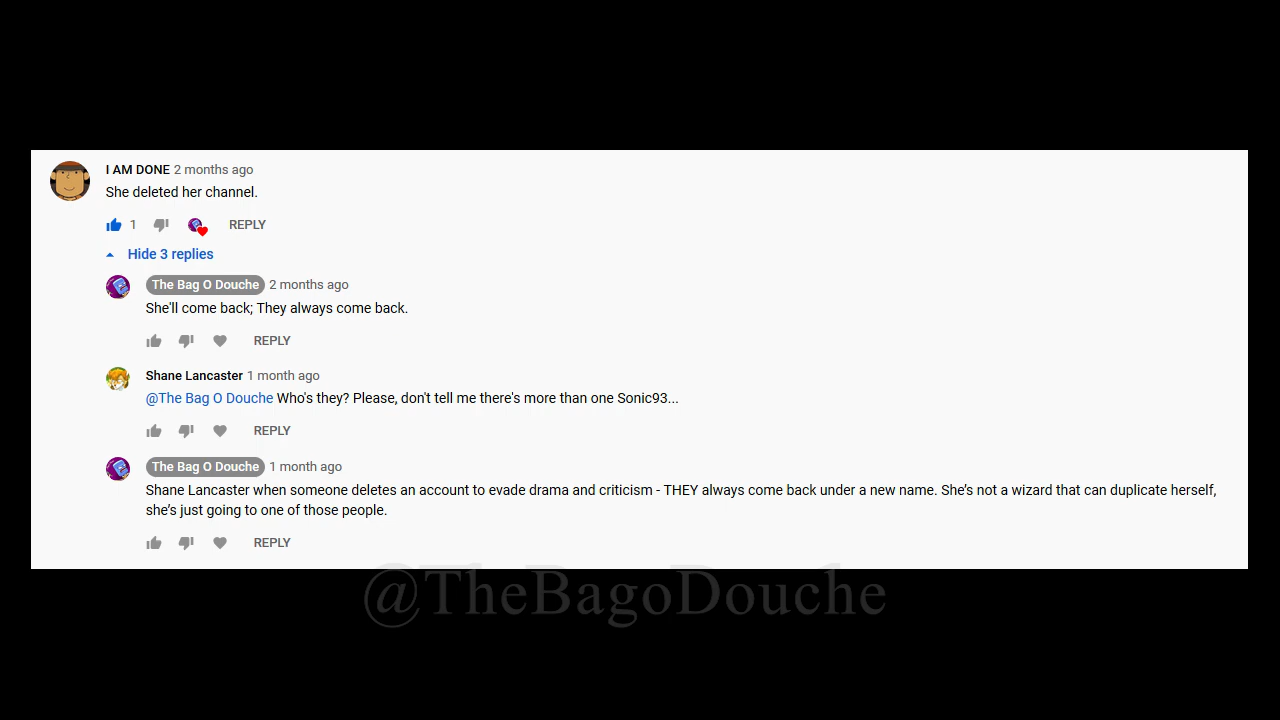 I AM DONE 2 months ago
She deleted her channel.
1 REPLY
Hide 3 replies
The Bag O Douche 2 months ago
She'll come back; They always come back.
REPLY
Shane Lancaster 1 month ago
@The Bag O Douche Who's they? Please, don't tell me there's more than one Sonic93...
REPLY
The Bag O Douche 1 month ago
Shane Lancaster when someone deletes an account to evade drama and criticism - THEY always come back under a new name. She’s not a wizard that can duplicate herself,
she’s just going to one of those people.
REPLY
@TheBagoDouche